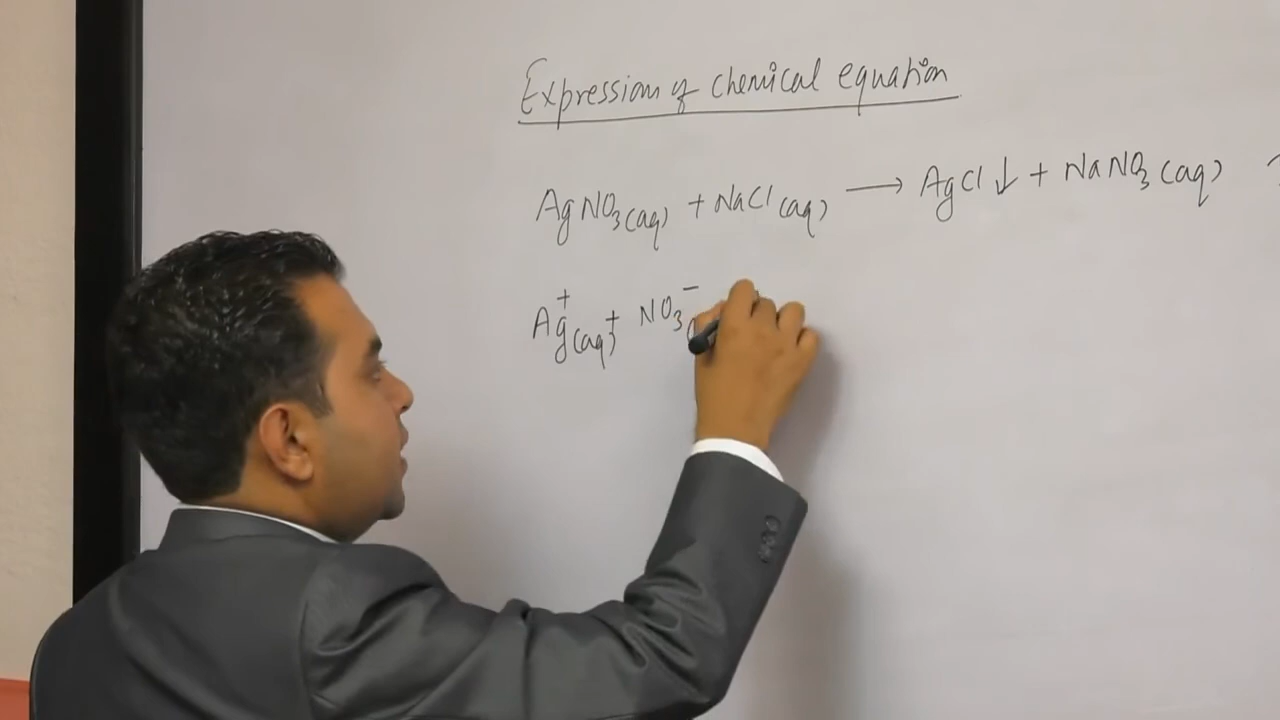 Expression of chemical equation
AgNO₃(aq) + NaCl(aq) → AgCl↓ + NaNO₃(aq)
Ag⁺(aq) + NO₃⁻